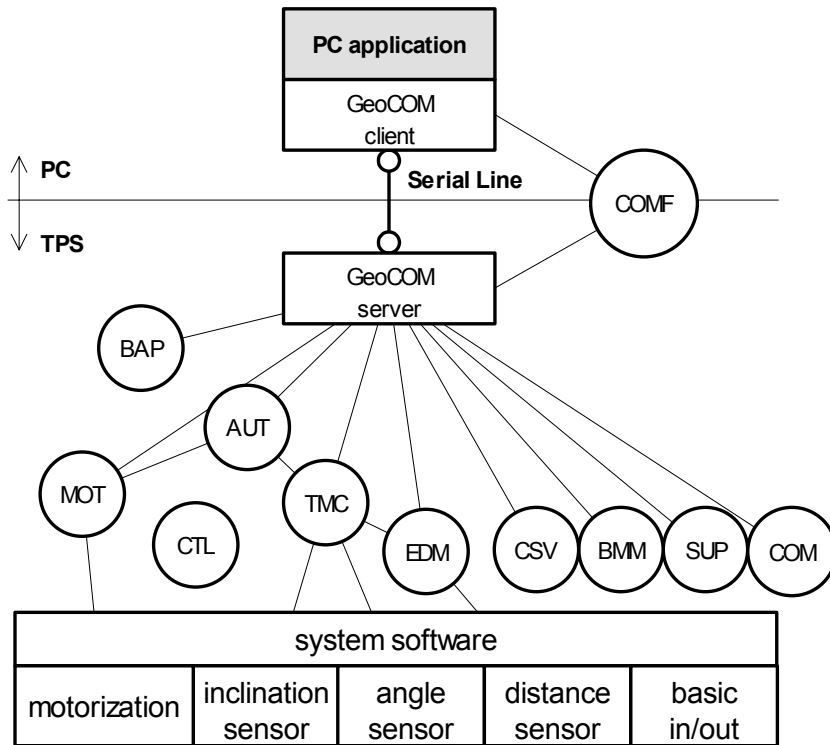 PC application
GeoCOM
client
PC
Serial Line
COMF
TPS
GeoCOM
server
BAP
AUT
MOT
TMC
CTL
EDM
CSV
BMM
SUP
COM
system software
motorization
inclination
sensor
angle
sensor
distance
sensor
basic
in/out